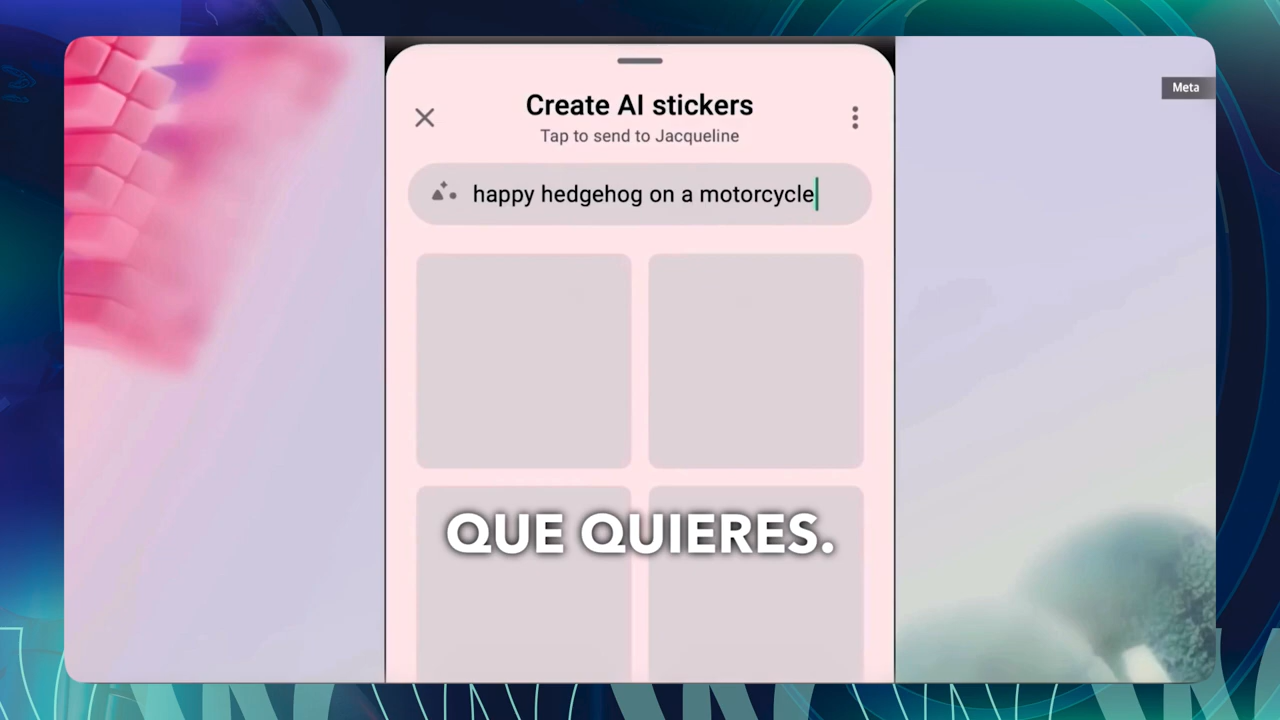 Meta
Create AI stickers
Tap to send to Jacqueline
happy hedgehog on a motorcycle
QUE QUIERES.